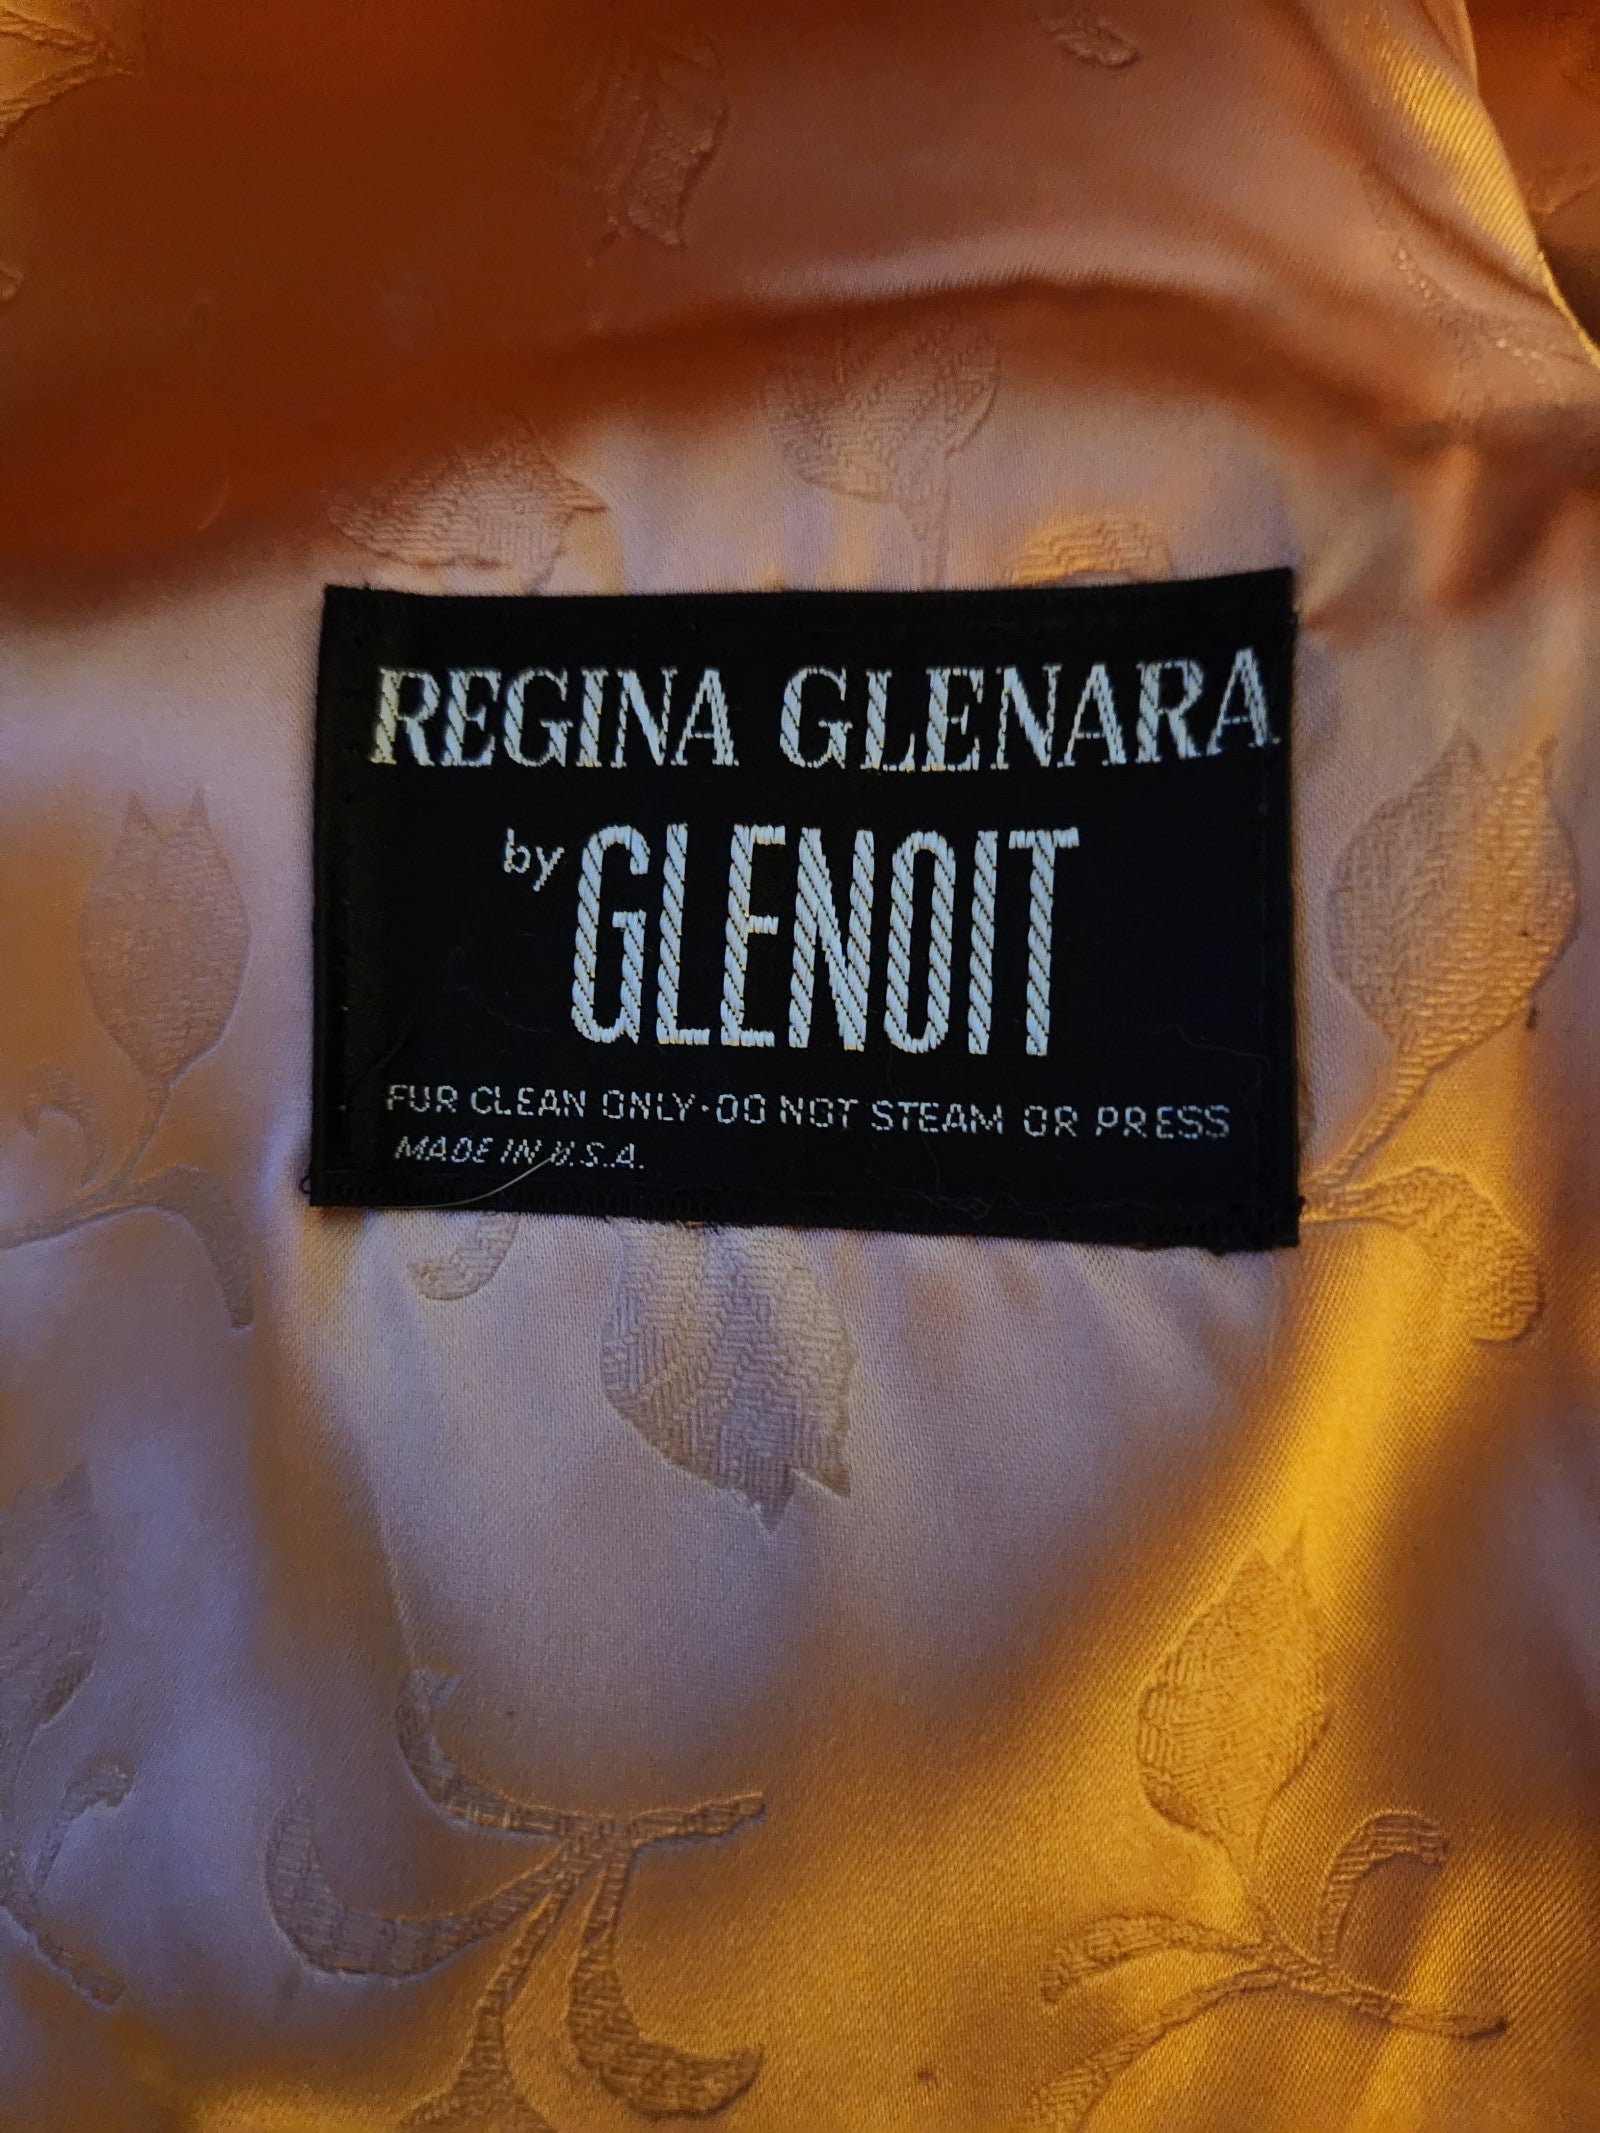 REGINA GLENARA
by GLENOIT
FUR CLEAN ONLY·DO NOT STEAM OR PRESS
MADE IN U.S.A.